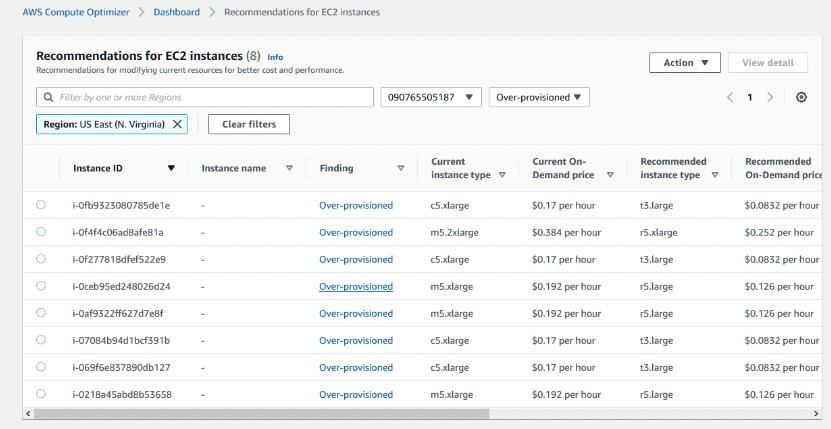 AWS Compute Optimizer > Dashboard > Recommendations for EC2 instances
Recommendations for EC2 instances (8) Info
Recommendations for modifying current resources for better cost and performance.
Action ▼ View detail
Filter by one or more Regions 090765505187 ▼ Over-provisioned ▼ < 1 >
Region: US East (N. Virginia) X Clear filters
Instance ID ▼ Instance name ▽ Finding ▽ Current instance type ▽ Current On-Demand price ▽ Recommended instance type ▽ Recommended On-Demand price
i-0fb9323080785de1e - Over-provisioned c5.xlarge $0.17 per hour t3.large $0.0832 per hour
i-0f4f4c06ad8afe81a - Over-provisioned m5.2xlarge $0.384 per hour r5.xlarge $0.252 per hour
i-0f277818dfef522e9 - Over-provisioned c5.xlarge $0.17 per hour t3.large $0.0832 per hour
i-0ceb95ed248026d24 - Over-provisioned m5.xlarge $0.192 per hour r5.large $0.126 per hour
i-0af9322ff627d7e8f - Over-provisioned m5.xlarge $0.192 per hour r5.large $0.126 per hour
i-07084b94d1bcf391b - Over-provisioned c5.xlarge $0.17 per hour t3.large $0.0832 per hour
i-069f6e837890db127 - Over-provisioned c5.xlarge $0.17 per hour t3.large $0.0832 per hour
i-0218a45abd8b53658 - Over-provisioned m5.xlarge $0.192 per hour r5.large $0.126 per hour